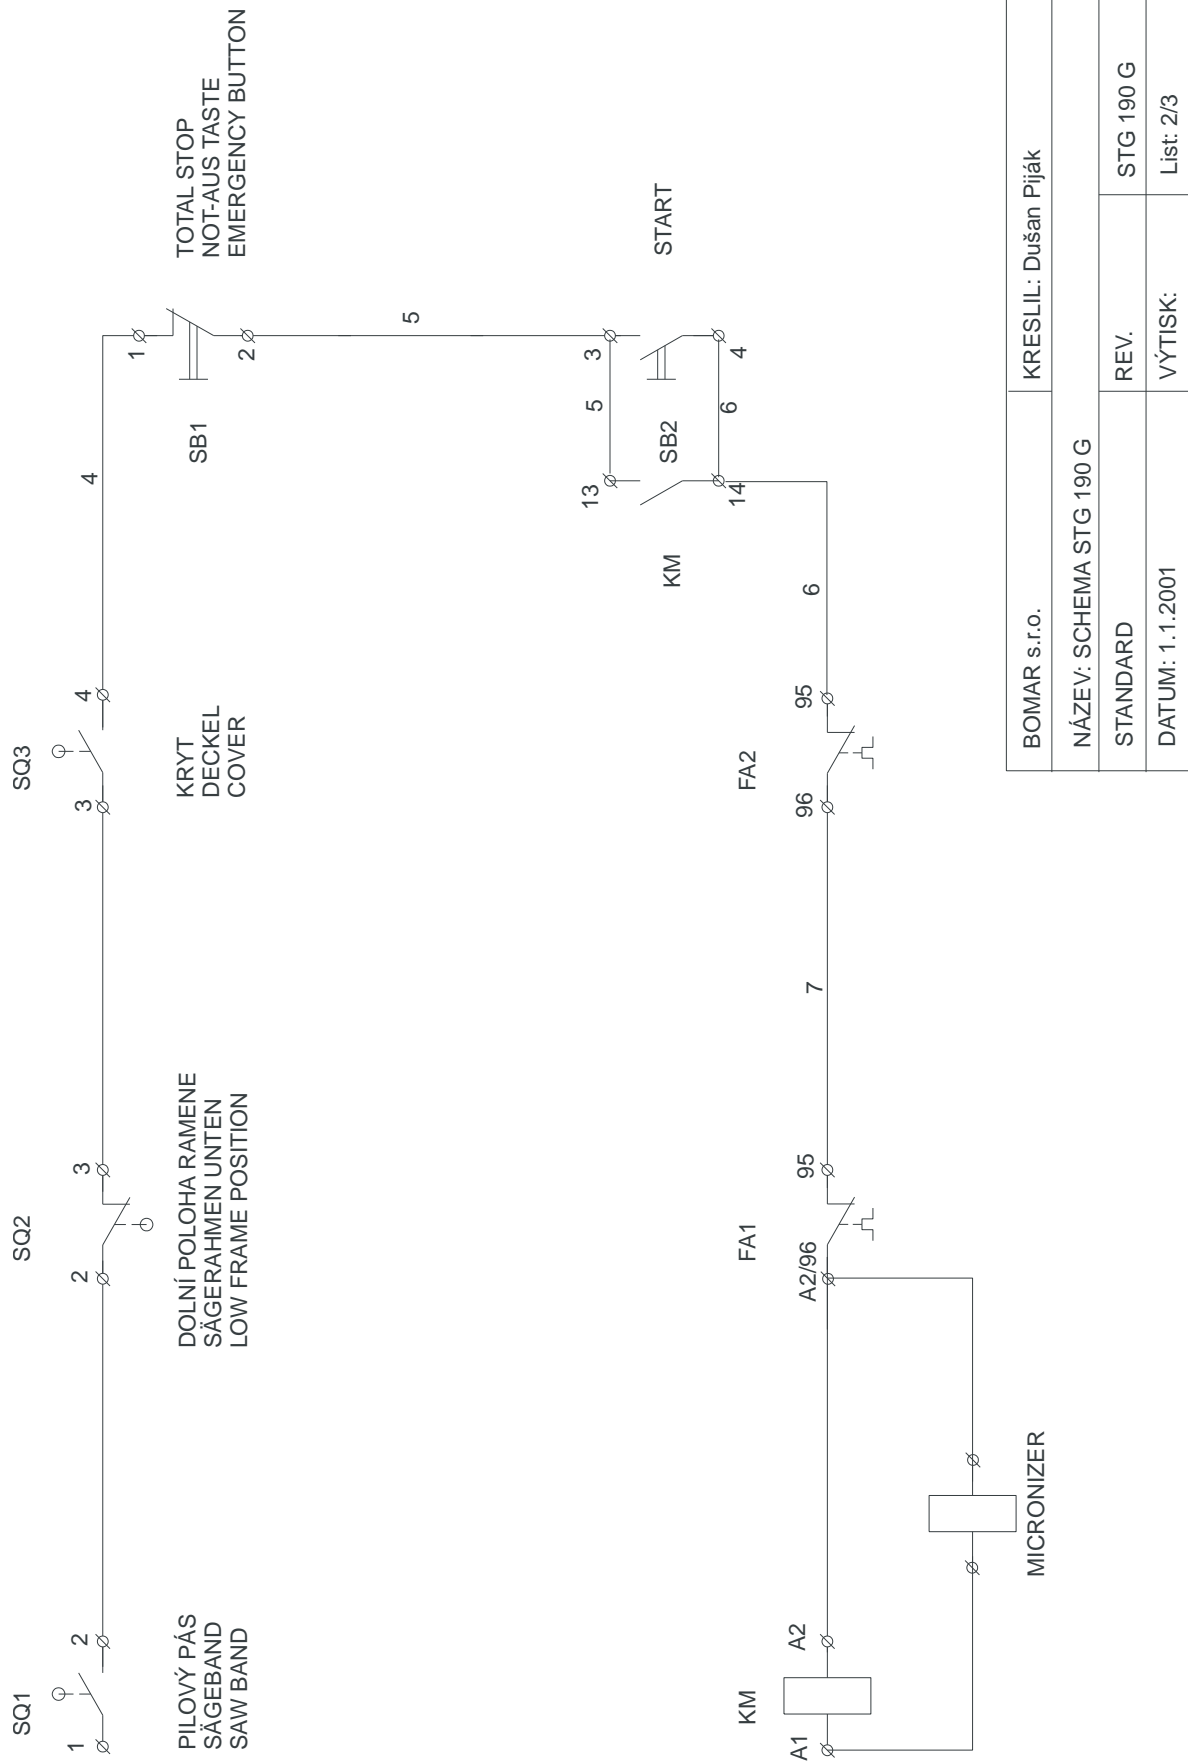 SQ1
1
2
PILOVÝ PÁS
SÄGEBAND
SAW BAND
SQ2
2
3
DOLNÍ POLOHA RAMENE
SÄGERAHMEN UNTEN
LOW FRAME POSITION
SQ3
3
4
KRYT
DECKEL
COVER
4
1
2
SB1
TOTAL STOP
NOT-AUS TASTE
EMERGENCY BUTTON
5
3
4
5
6
SB2
START
13
14
KM
6
FA2
96
95
7
FA1
A2/96
95
KM
A1
A2
MICRONIZER
BOMAR s.r.o.
KRESLIL: Dušan Piják
NÁZEV: SCHEMA STG 190 G
STANDARD
REV.
STG 190 G
DATUM: 1.1.2001
VÝTISK:
List: 2/3